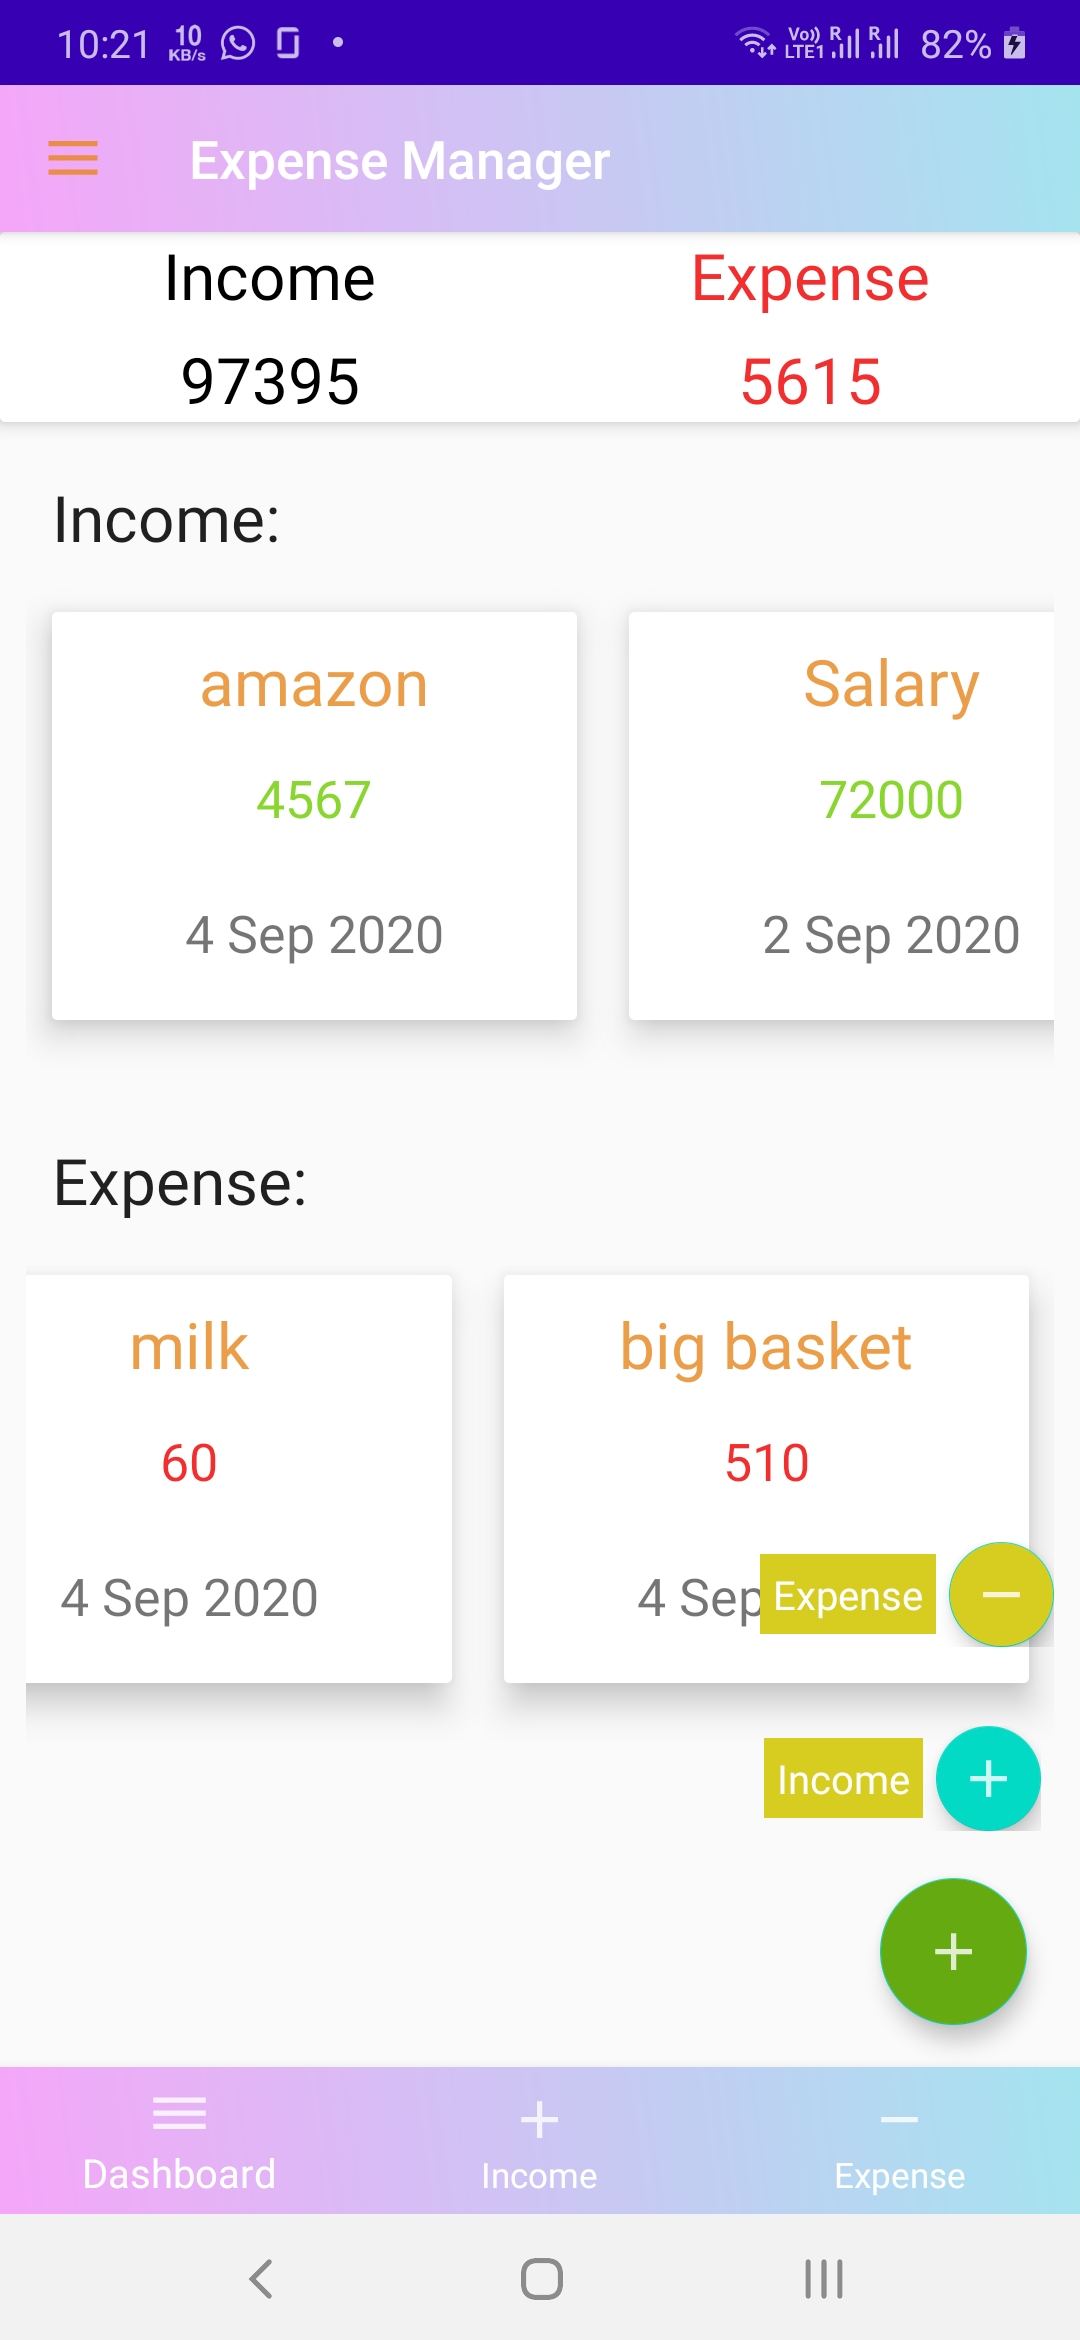 10:21 10 KB/s Vo)) LTE1 R R 82%
Expense Manager
Income Expense
97395 5615
Income:
amazon Salary
4567 72000
4 Sep 2020 2 Sep 2020
Expense:
milk big basket
60 510
4 Sep 2020 4 Sep
Expense
Income
Dashboard Income Expense